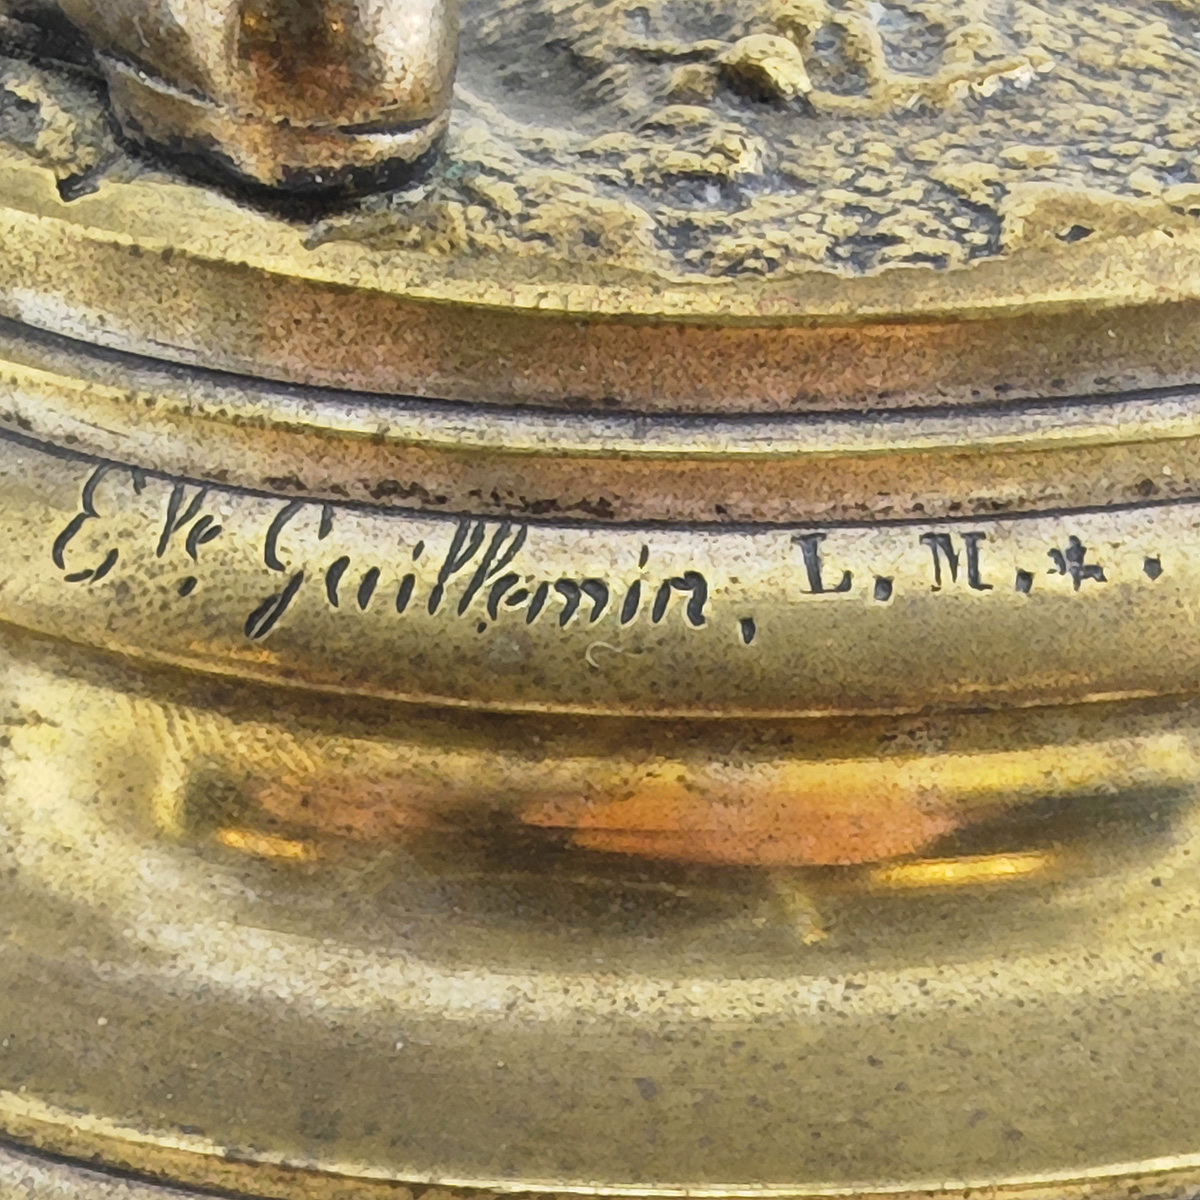 Ele. Guillemin. L. M. *.